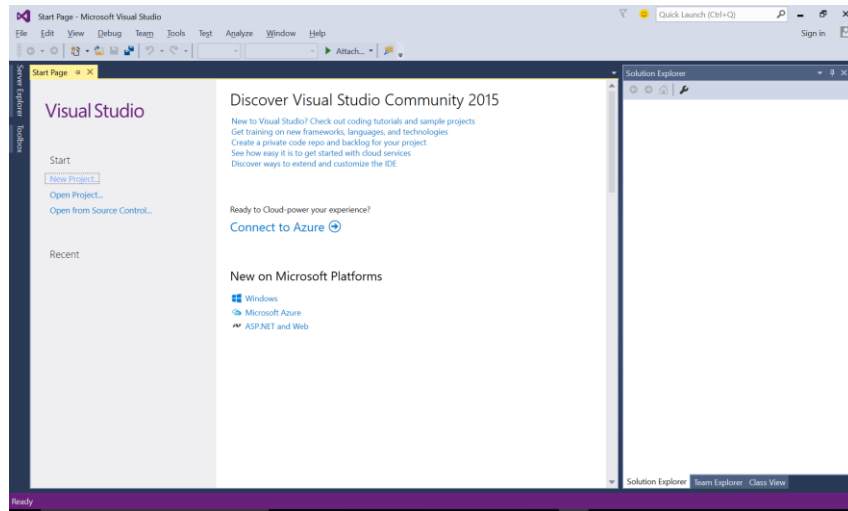 Start Page - Microsoft Visual Studio
Quick Launch (Ctrl+Q)
File Edit View Debug Team Tools Test Analyze Window Help
Sign in
Attach...
Server Explorer
Toolbox
Start Page
Visual Studio
Start
New Project...
Open Project...
Open from Source Control...
Recent
Discover Visual Studio Community 2015
New to Visual Studio? Check out coding tutorials and sample projects
Get training on new frameworks, languages, and technologies
Create a private code repo and backlog for your project
See how easy it is to get started with cloud services
Discover ways to extend and customize the IDE
Ready to Cloud-power your experience?
Connect to Azure
New on Microsoft Platforms
Windows
Microsoft Azure
ASP.NET and Web
Solution Explorer
Solution Explorer Team Explorer Class View
Ready